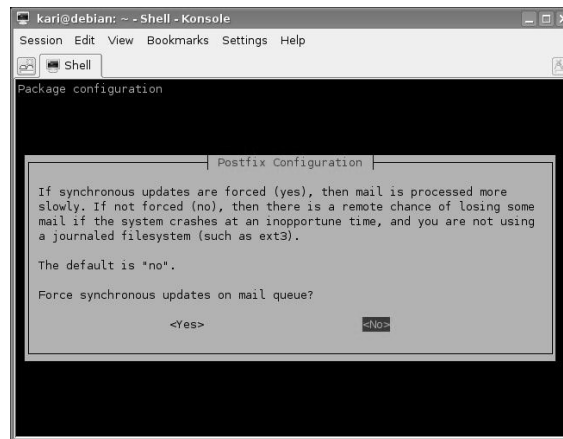 kari@debian: ~ - Shell - Konsole
Session Edit View Bookmarks Settings Help
Shell
Package configuration
Postfix Configuration
If synchronous updates are forced (yes), then mail is processed more
slowly. If not forced (no), then there is a remote chance of losing some
mail if the system crashes at an inopportune time, and you are not using
a journaled filesystem (such as ext3).
The default is "no".
Force synchronous updates on mail queue?
<Yes> <No>